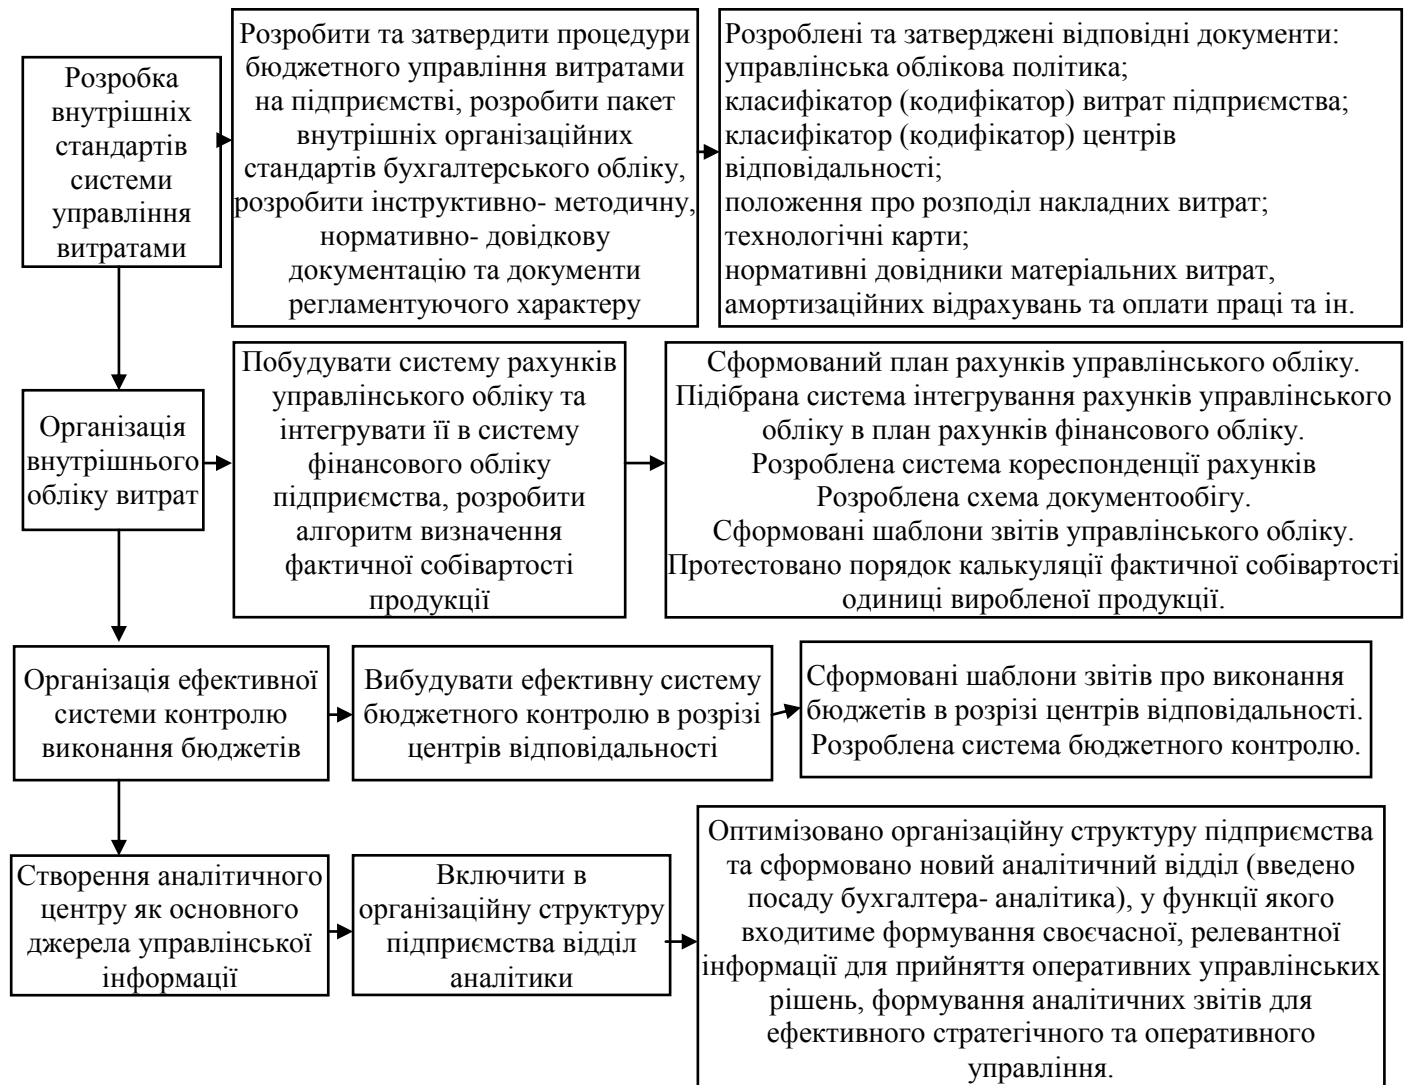 Розробка
внутрішніх
стандартів
системи
управління
витратами
Розробити та затвердити процедури
бюджетного управління витратами
на підприємстві, розробити пакет
внутрішніх організаційних
стандартів бухгалтерського обліку,
розробити інструктивно- методичну,
нормативно- довідкову
документацію та документи
регламентуючого характеру
Розроблені та затверджені відповідні документи:
управлінська облікова політика;
класифікатор (кодифікатор) витрат підприємства;
класифікатор (кодифікатор) центрів
відповідальності;
положення про розподіл накладних витрат;
технологічні карти;
нормативні довідники матеріальних витрат,
амортизаційних відрахувань та оплати праці та ін.
Організація
внутрішнього
обліку витрат
Побудувати систему рахунків
управлінського обліку та
інтегрувати її в систему
фінансового обліку
підприємства, розробити
алгоритм визначення
фактичної собівартості
продукції
Сформований план рахунків управлінського обліку.
Підібрана система інтегрування рахунків управлінського
обліку в план рахунків фінансового обліку.
Розроблена система кореспонденції рахунків
Розроблена схема документообігу.
Сформовані шаблони звітів управлінського обліку.
Протестовано порядок калькуляції фактичної собівартості
одиниці виробленої продукції.
Організація ефективної
системи контролю
виконання бюджетів
Вибудувати ефективну систему
бюджетного контролю в розрізі
центрів відповідальності
Сформовані шаблони звітів про виконання
бюджетів в розрізі центрів відповідальності.
Розроблена система бюджетного контролю.
Створення аналітичного
центру як основного
джерела управлінської
інформації
Включити в
організаційну структуру
підприємства відділ
аналітики
Оптимізовано організаційну структуру підприємства
та сформовано новий аналітичний відділ (введено
посаду бухгалтера- аналітика), у функції якого
входитиме формування своєчасної, релевантної
інформації для прийняття оперативних управлінських
рішень, формування аналітичних звітів для
ефективного стратегічного та оперативного
управління.